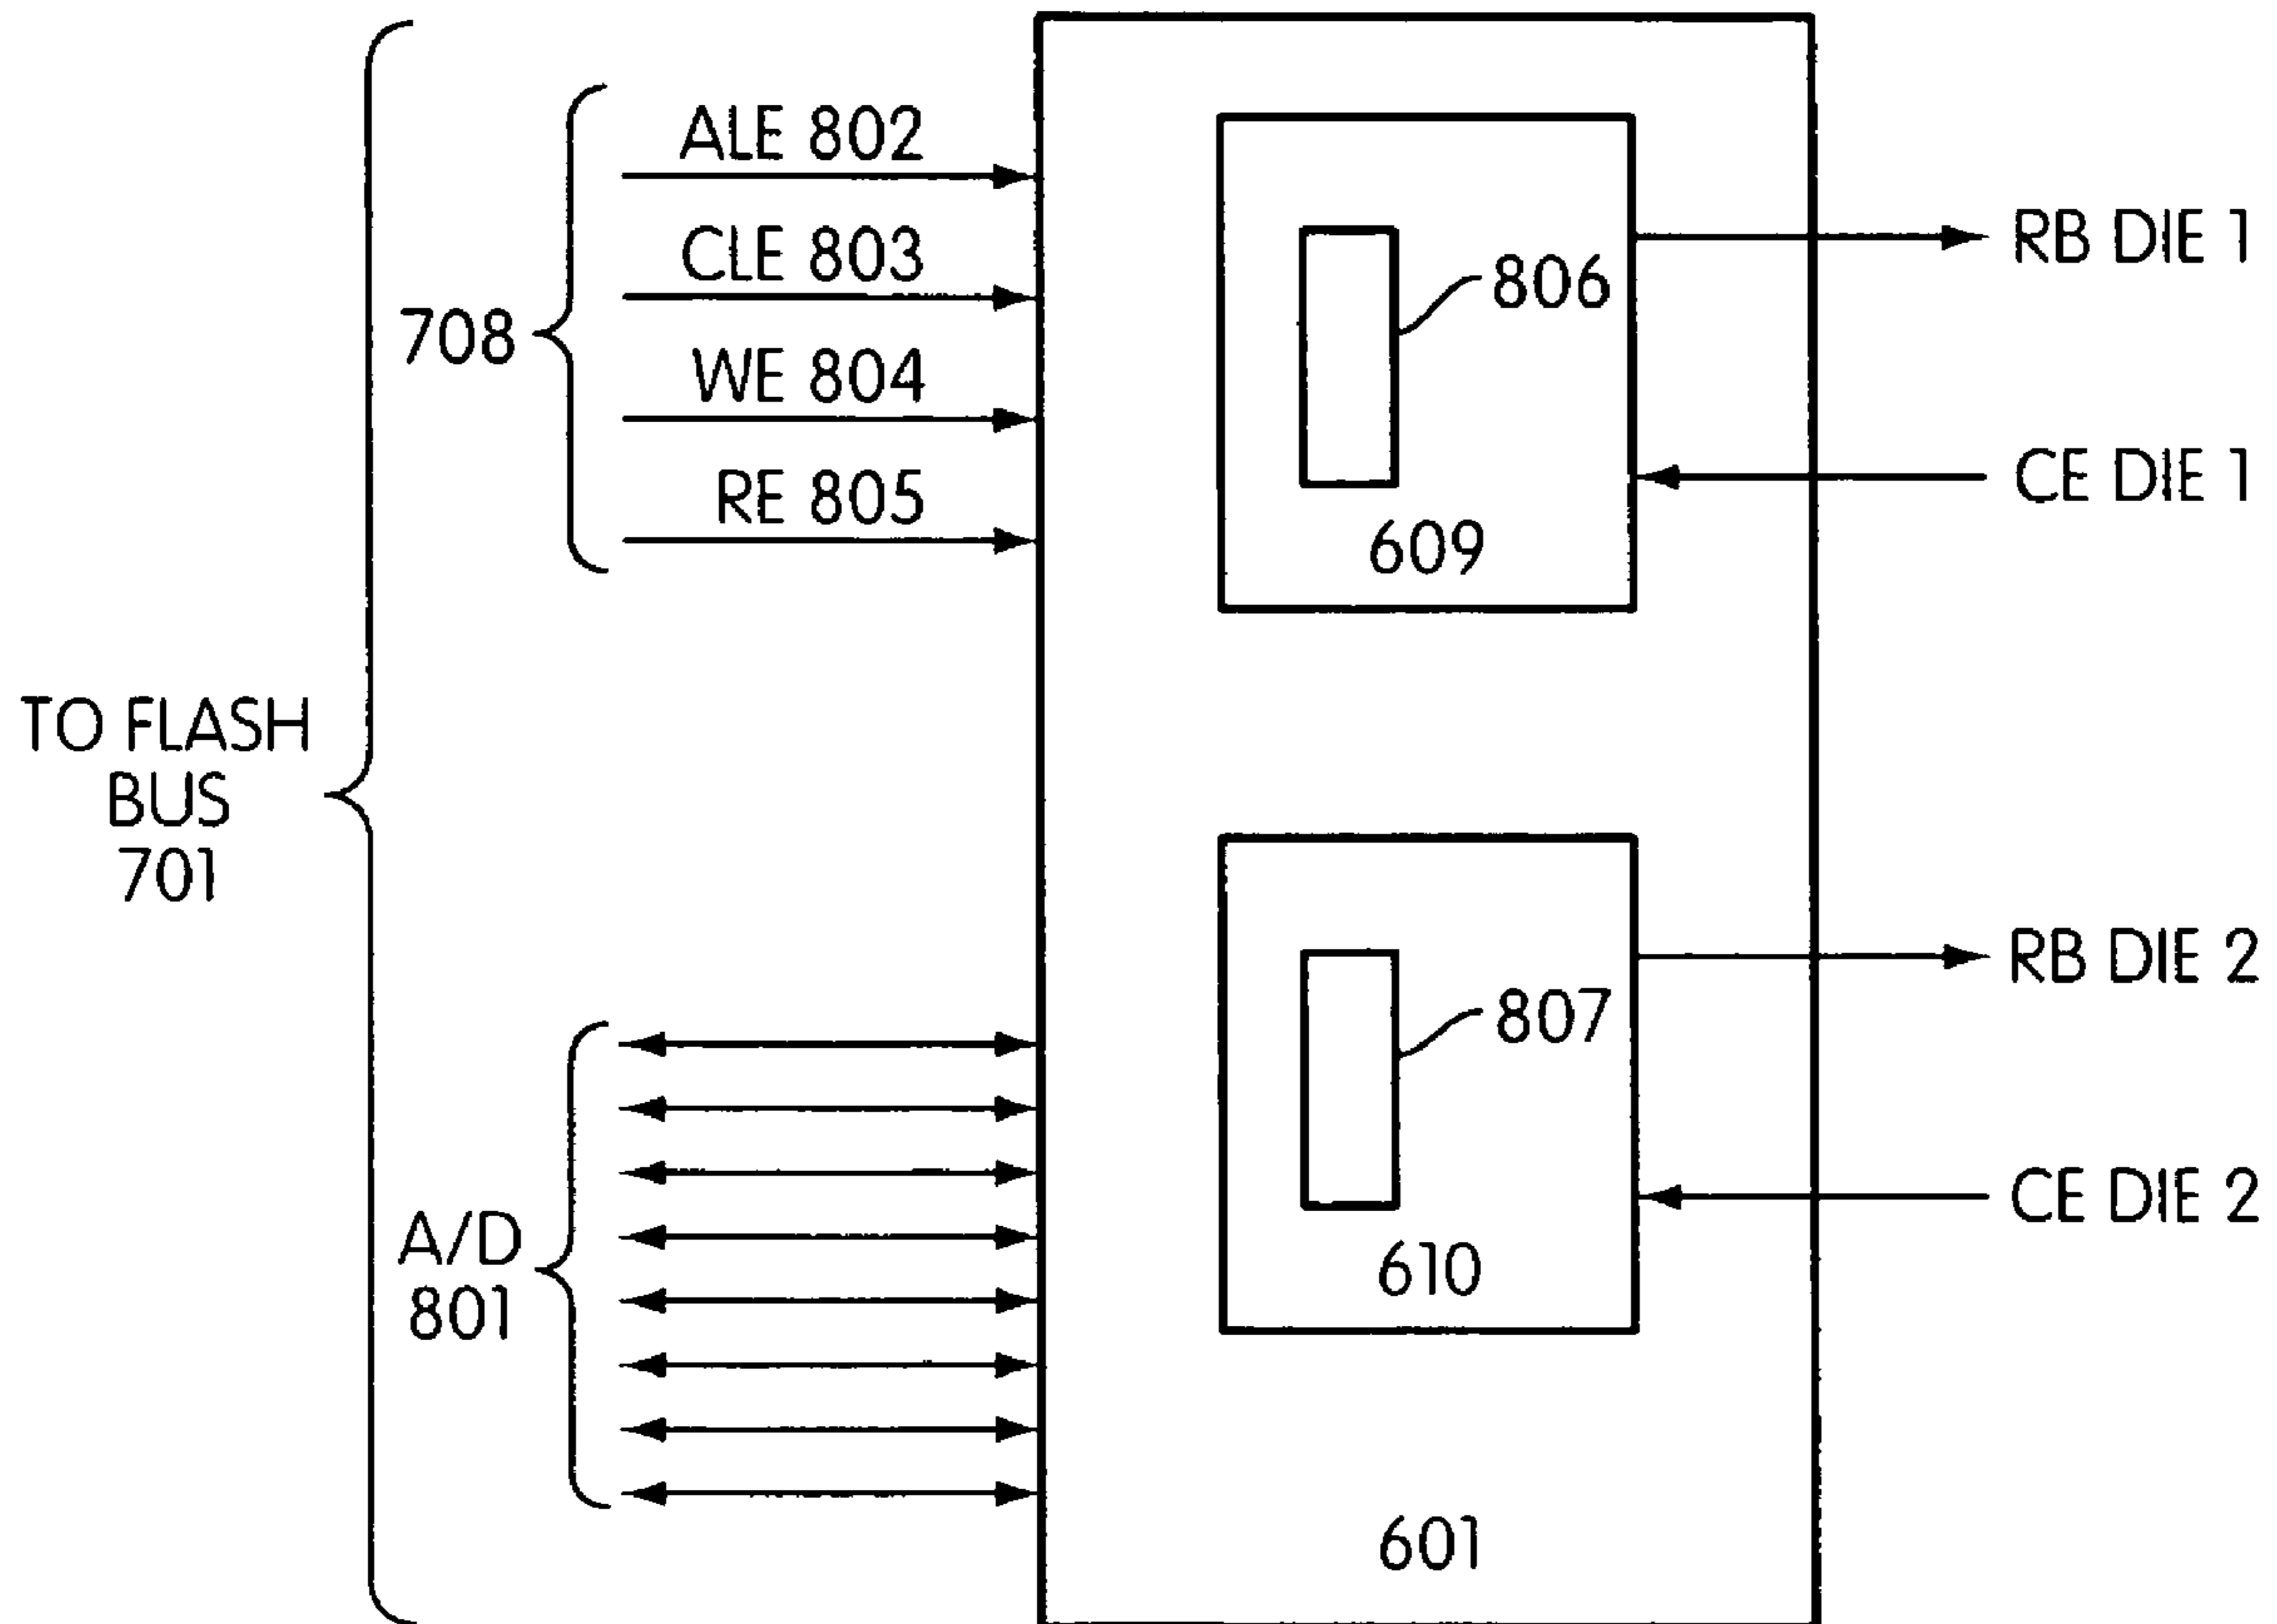 ALE 802
CLE 803
708
WE 804
RE 805
TO FLASH
BUS
701
A/D
801
806
609
807
610
601
RB DIE 1
CE DIE 1
RB DIE 2
CE DIE 2